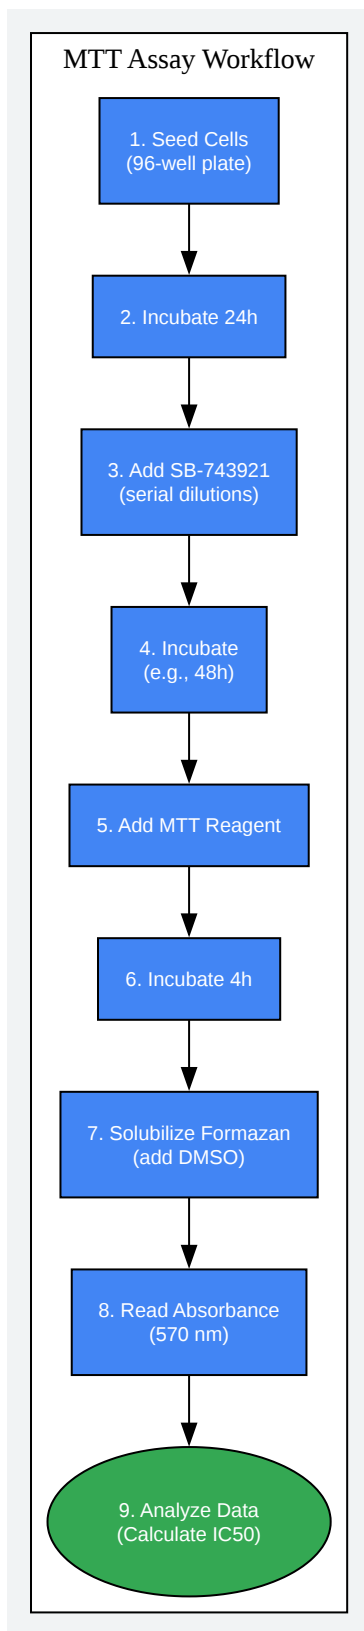 MTT Assay Workflow
1. Seed Cells
(96-well plate)
2. Incubate 24h
3. Add SB-743921
(serial dilutions)
4. Incubate
(e.g., 48h)
5. Add MTT Reagent
6. Incubate 4h
7. Solubilize Formazan
(add DMSO)
8. Read Absorbance
(570 nm)
9. Analyze Data
(Calculate IC50)